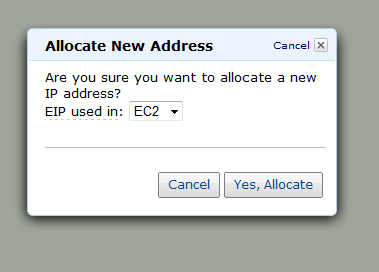 Allocate New Address Cancel
Are you sure you want to allocate a new
IP address?
EIP used in: EC2
Cancel Yes, Allocate